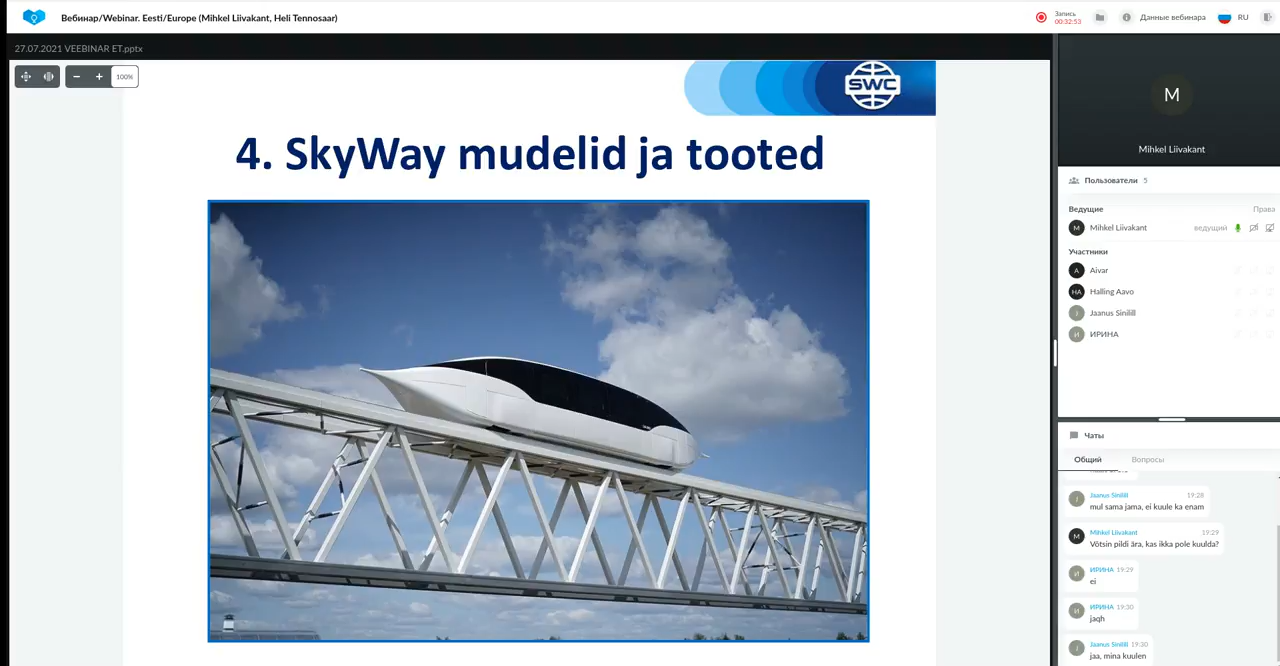 Вебинар/Webinar. Eesti/Europe (Mihkel Liivakant, Heli Tennosaar)
Запись
00:32:53
Данные вебинара
RU
27.07.2021 VEEBINAR ET.pptx
100%
SWC
4. SkyWay mudelid ja tooted
M
Mihkel Liivakant
Пользователи 5
Ведущие Права
M Mihkel Liivakant ведущий
Участники
A Aivar
HA Halling Aavo
J Jaanus Sinilill
И ИРИНА
Чаты
Общий Вопросы
J Jaanus Sinilill 19:28
mul sama jama, ei kuule ka enam
M Mihkel Liivakant 19:29
Võtsin pildi ära, kas ikka pole kuulda?
И ИРИНА 19:29
ei
И ИРИНА 19:30
jaqh
J Jaanus Sinilill 19:30
jaa, mina kuulen